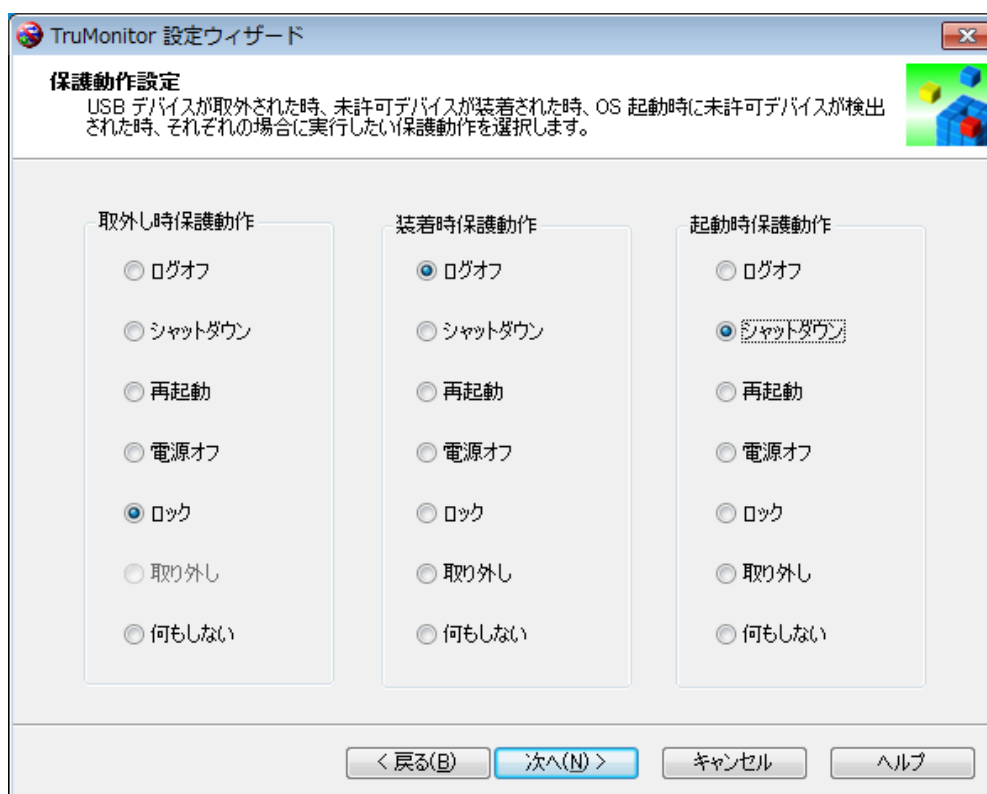 TruMonitor 設定ウィザード
保護動作設定
USB デバイスが取外された時、未許可デバイスが装着された時、OS 起動時に未許可デバイスが検出
された時、それぞれの場合に実行したい保護動作を選択します。
取外し時保護動作
ログオフ
シャットダウン
再起動
電源オフ
ロック
取り外し
何もしない
装着時保護動作
ログオフ
シャットダウン
再起動
電源オフ
ロック
取り外し
何もしない
起動時保護動作
ログオフ
シャットダウン
再起動
電源オフ
ロック
取り外し
何もしない
< 戻る(B)
次へ(N) >
キャンセル
ヘルプ